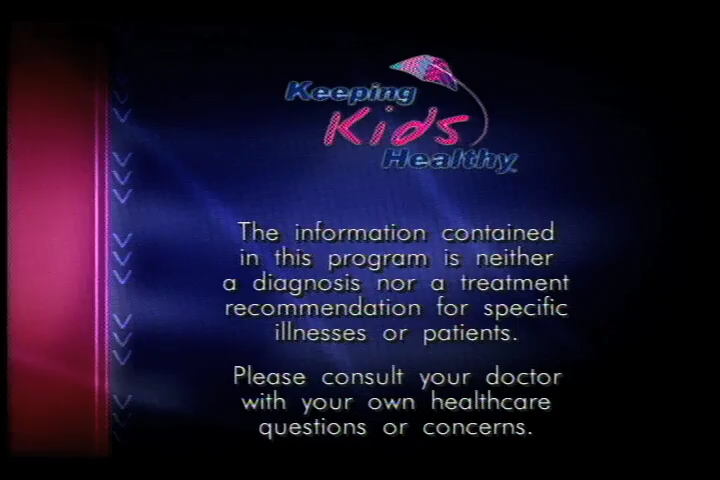 Keeping
Kids
Healthy
The information contained
in this program is neither
a diagnosis nor a treatment
recommendation for specific
illnesses or patients.
Please consult your doctor
with your own healthcare
questions or concerns.